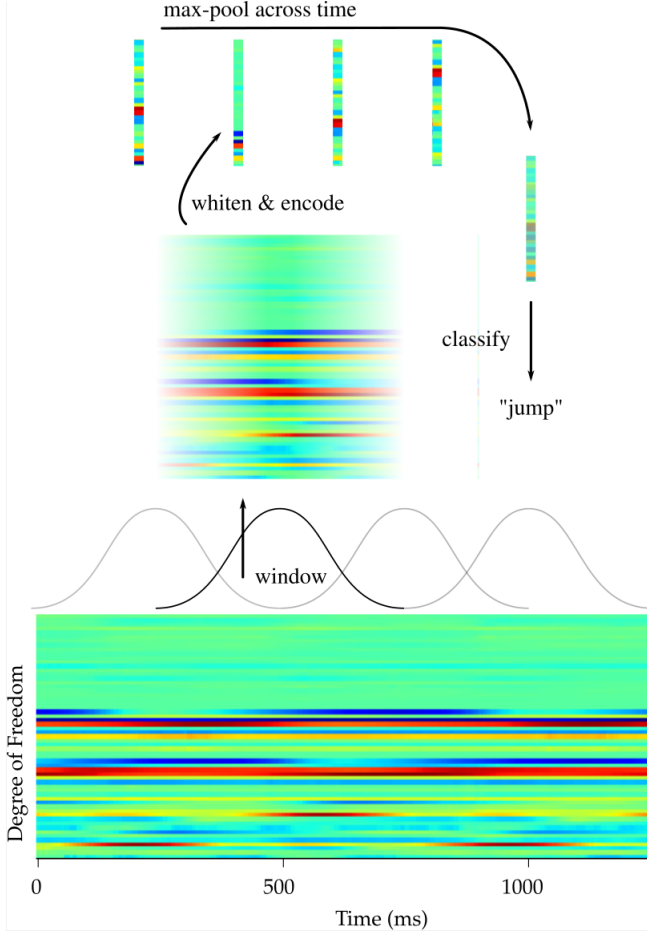 max-pool across time
whiten & encode
classify
"jump"
window
Degree of Freedom
0 500 1000
Time (ms)